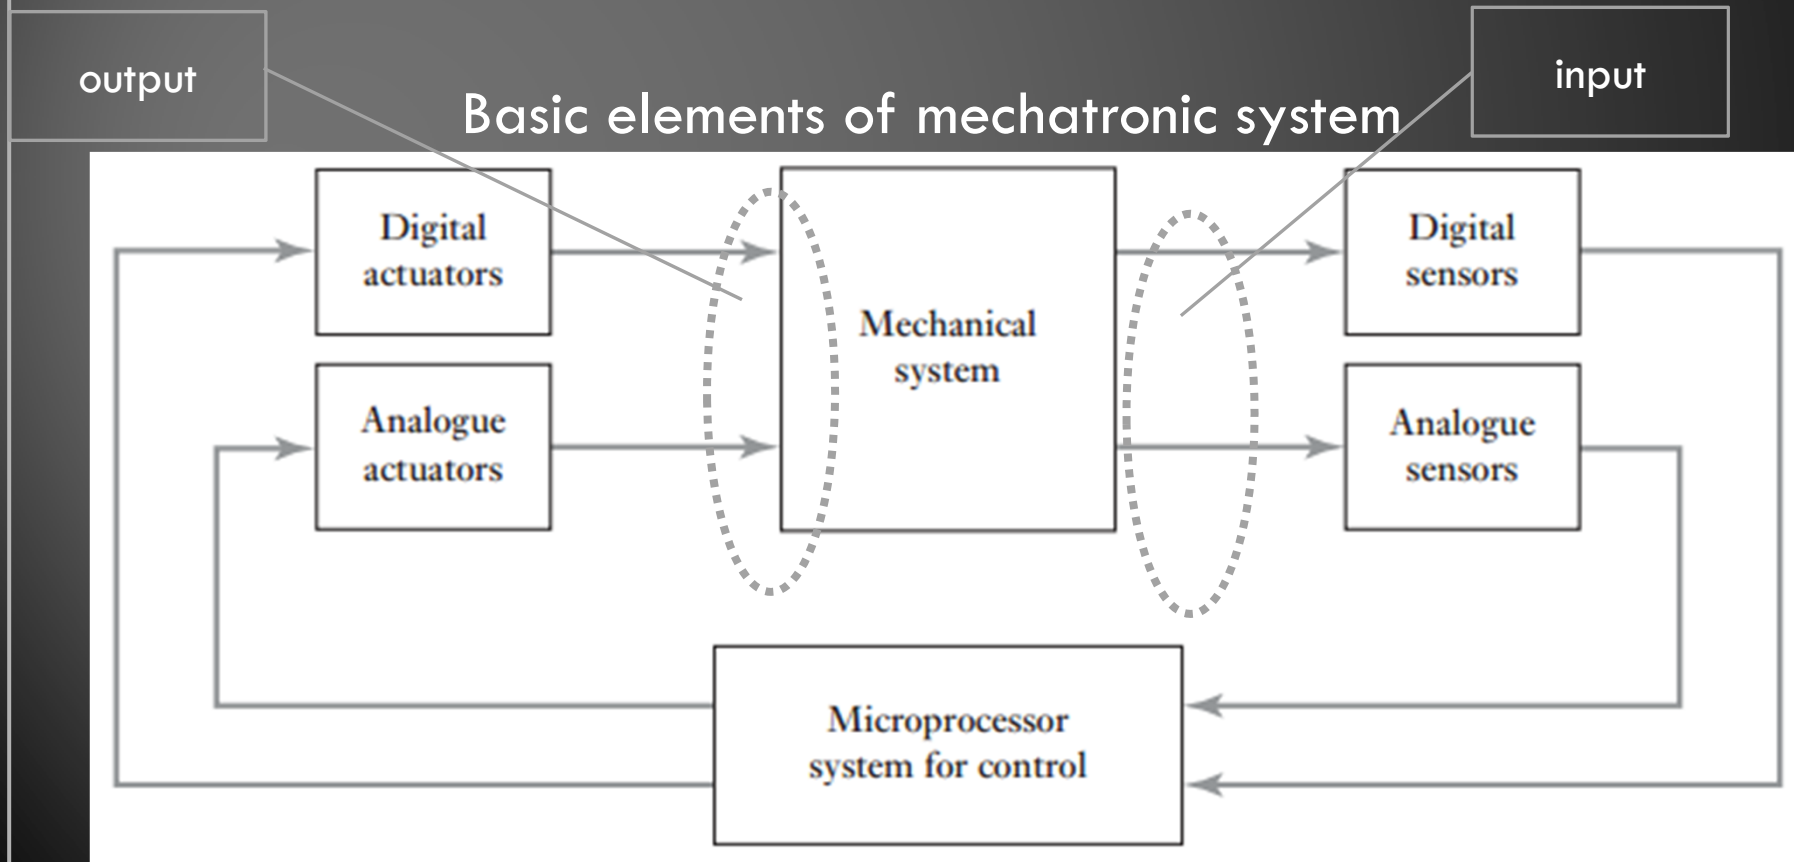 output
input
Basic elements of mechatronic system
Digital
actuators
Mechanical
system
Digital
sensors
Analogue
actuators
Analogue
sensors
Microprocessor
system for control